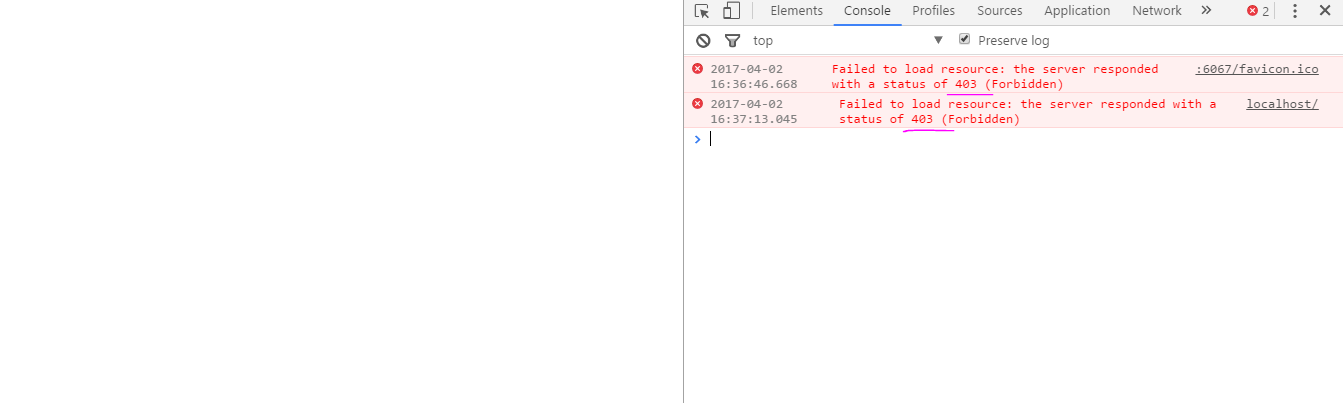 Elements Console Profiles Sources Application Network » 2
top ▼ Preserve log
2017-04-02 Failed to load resource: the server responded :6067/favicon.ico
16:36:46.668 with a status of 403 (Forbidden)
2017-04-02 Failed to load resource: the server responded with a localhost/
16:37:13.045 status of 403 (Forbidden)